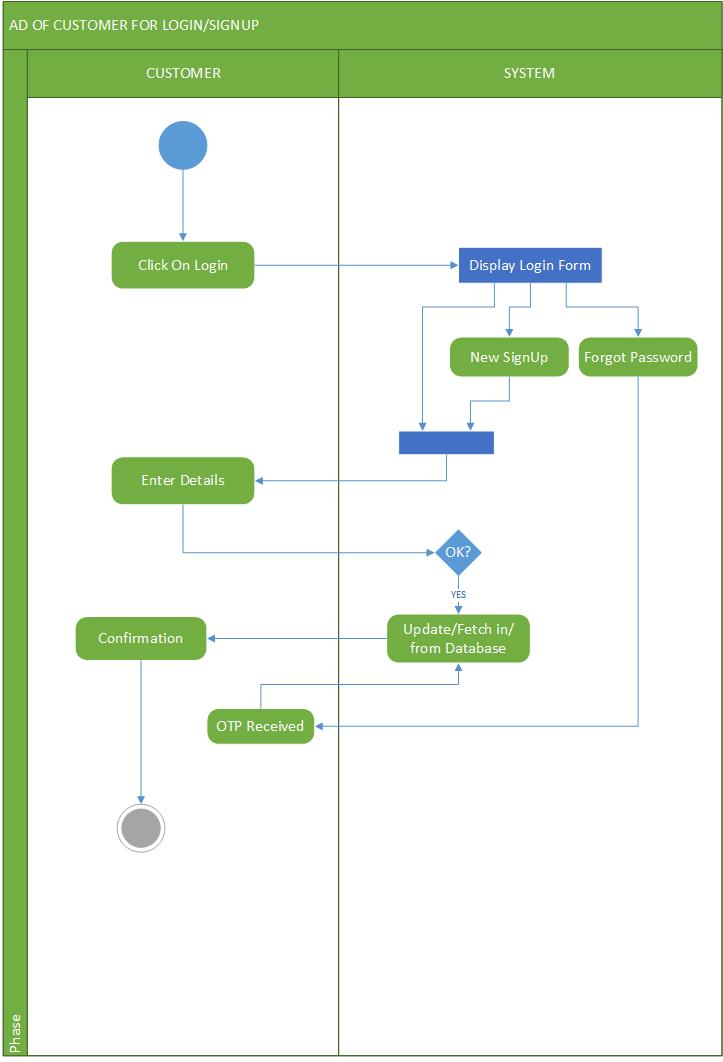 AD OF CUSTOMER FOR LOGIN/SIGNUP
CUSTOMER
SYSTEM
Click On Login
Display Login Form
New SignUp
Forgot Password
Enter Details
OK?
YES
Update/Fetch in/
from Database
Confirmation
OTP Received
Phase